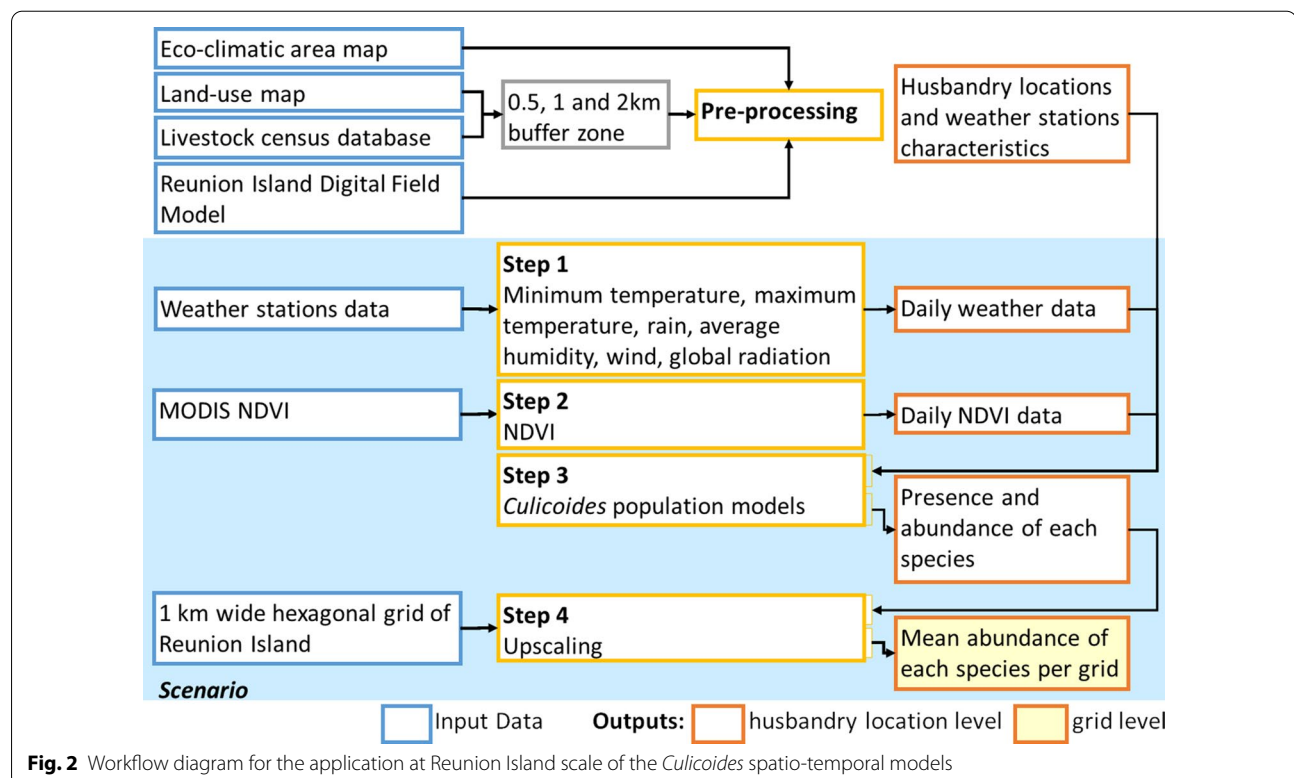 Eco-climatic area map
Land-use map
Livestock census database
Reunion Island Digital Field
Model
0.5, 1 and 2km
buffer zone
Pre-processing
Husbandry locations
and weather stations
characteristics
Weather stations data
Step 1
Minimum temperature, maximum
temperature, rain, average
humidity, wind, global radiation
Daily weather data
MODIS NDVI
Step 2
NDVI
Daily NDVI data
Step 3
Culicoides population models
Presence and
abundance of each
species
1 km wide hexagonal grid of
Reunion Island
Step 4
Upscaling
Mean abundance of
each species per grid
Scenario
Input Data
Outputs:
husbandry location level
grid level
Fig. 2 Workflow diagram for the application at Reunion Island scale of the Culicoides spatio-temporal models